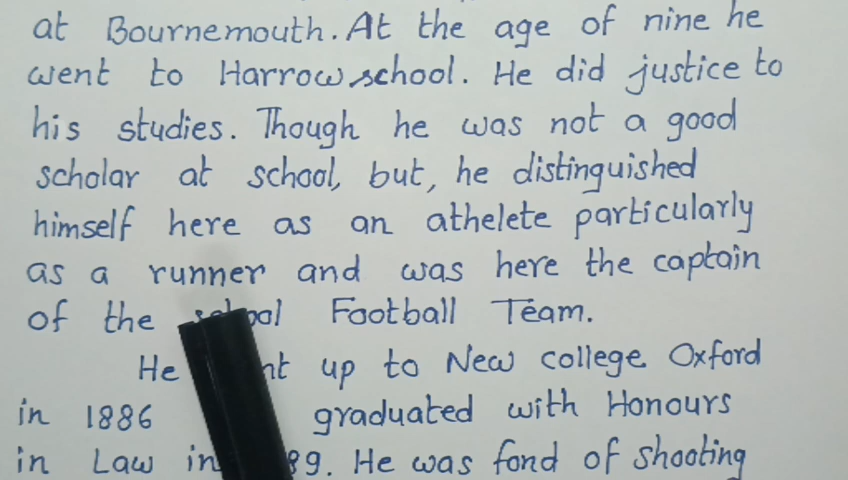 at Bournemouth. At the age of nine he
went to Harrow school. He did justice to
his studies. Though he was not a good
scholar at school, but, he distinguished
himself here as an athelete particularly
as a runner and was here the captain
of the school Football Team.
He up to New college Oxford
in 1886 graduated with Honours
in Law in 89. He was fond of shooting